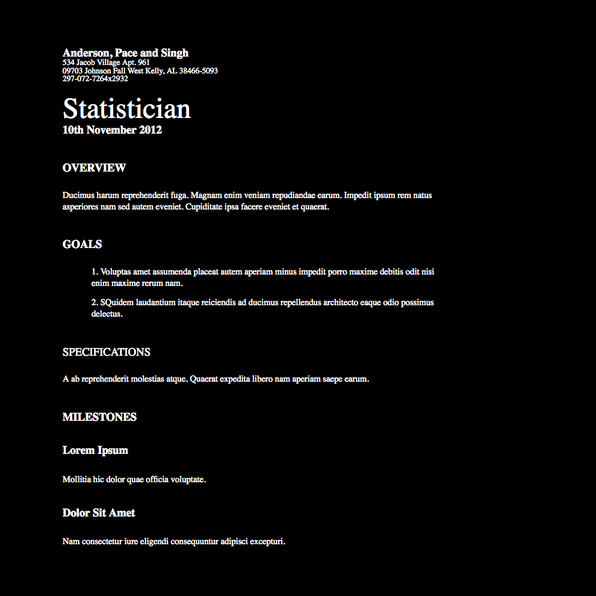 Anderson, Pace and Singh
534 Jacob Village Apt. 961
09703 Johnson Fall West Kelly, AL 38466-5093
297-072-7264x2932
Statistician
10th November 2012
OVERVIEW
Ducimus harum reprehenderit fuga. Magnam enim veniam repudiandae earum. Impedit ipsum rem natus
asperiores nam sed autem eveniet. Cupiditate ipsa facere eveniet et quaerat.
GOALS
1. Voluptas amet assumenda placeat autem aperiam minus impedit porro maxime debitis odit nisi
enim maxime rerum nam.
2. SQuidem laudantium itaque reiciendis ad ducimus repellendus architecto eaque odio possimus
delectus.
SPECIFICATIONS
A ab reprehenderit molestias atque. Quaerat expedita libero nam aperiam saepe earum.
MILESTONES
Lorem Ipsum
Mollitia hic dolor quae officia voluptate.
Dolor Sit Amet
Nam consectetur iure eligendi consequuntur adipisci excepturi.